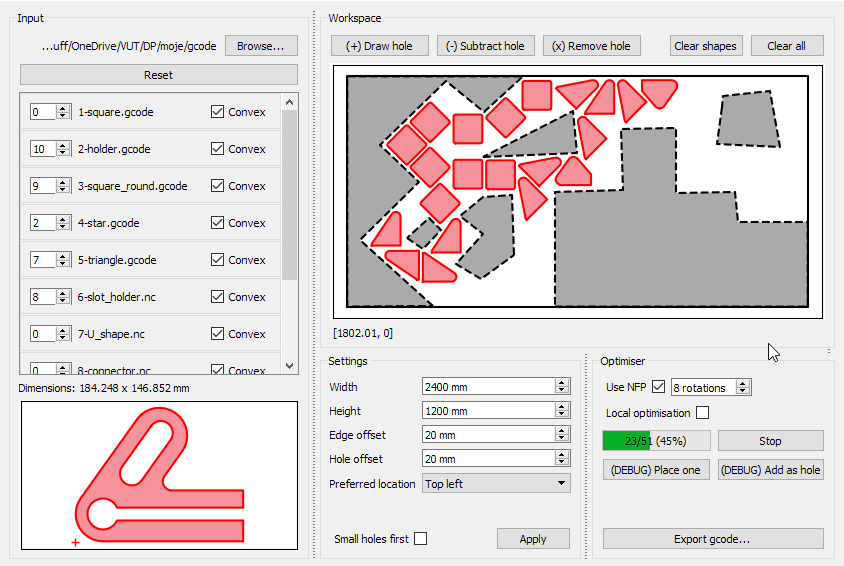 Input
...uff/OneDrive/VUT/DP/moje/gcode Browse...
Reset
0 1-square.gcode Convex
10 2-holder.gcode Convex
9 3-square_round.gcode Convex
2 4-star.gcode Convex
7 5-triangle.gcode Convex
8 6-slot_holder.nc Convex
0 7-U_shape.nc Convex
0 8-connector.nc Convex
Dimensions: 184.248 x 146.852 mm
Workspace
(+) Draw hole (-) Subtract hole (x) Remove hole Clear shapes Clear all
[1802.01, 0]
Settings
Width 2400 mm
Height 1200 mm
Edge offset 20 mm
Hole offset 20 mm
Preferred location Top left
Small holes first Apply
Optimiser
Use NFP 8 rotations
Local optimisation
23/51 (45%) Stop
(DEBUG) Place one (DEBUG) Add as hole
Export gcode...